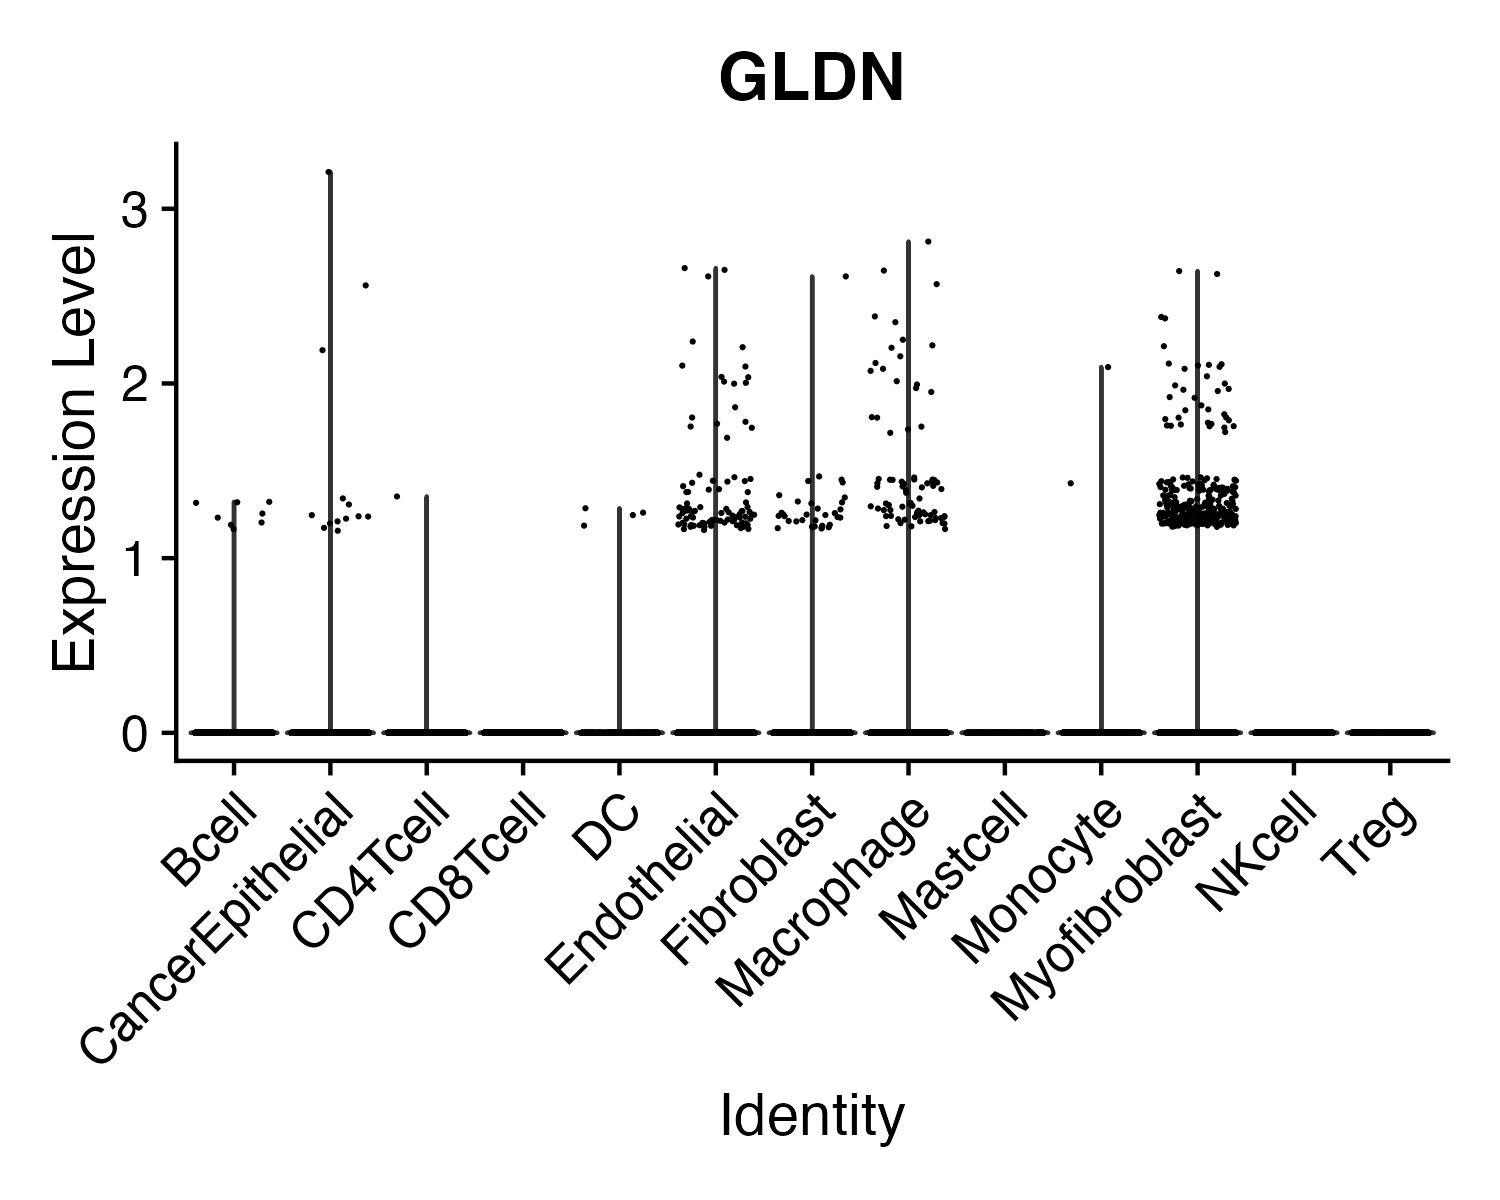 GLDN
Expression Level
3
2
1
0
Bcell
CancerEpithelial
CD4Tcell
CD8Tcell
DC
Endothelial
Fibroblast
Macrophage
Mastcell
Monocyte
Myofibroblast
NKcell
Treg
Identity